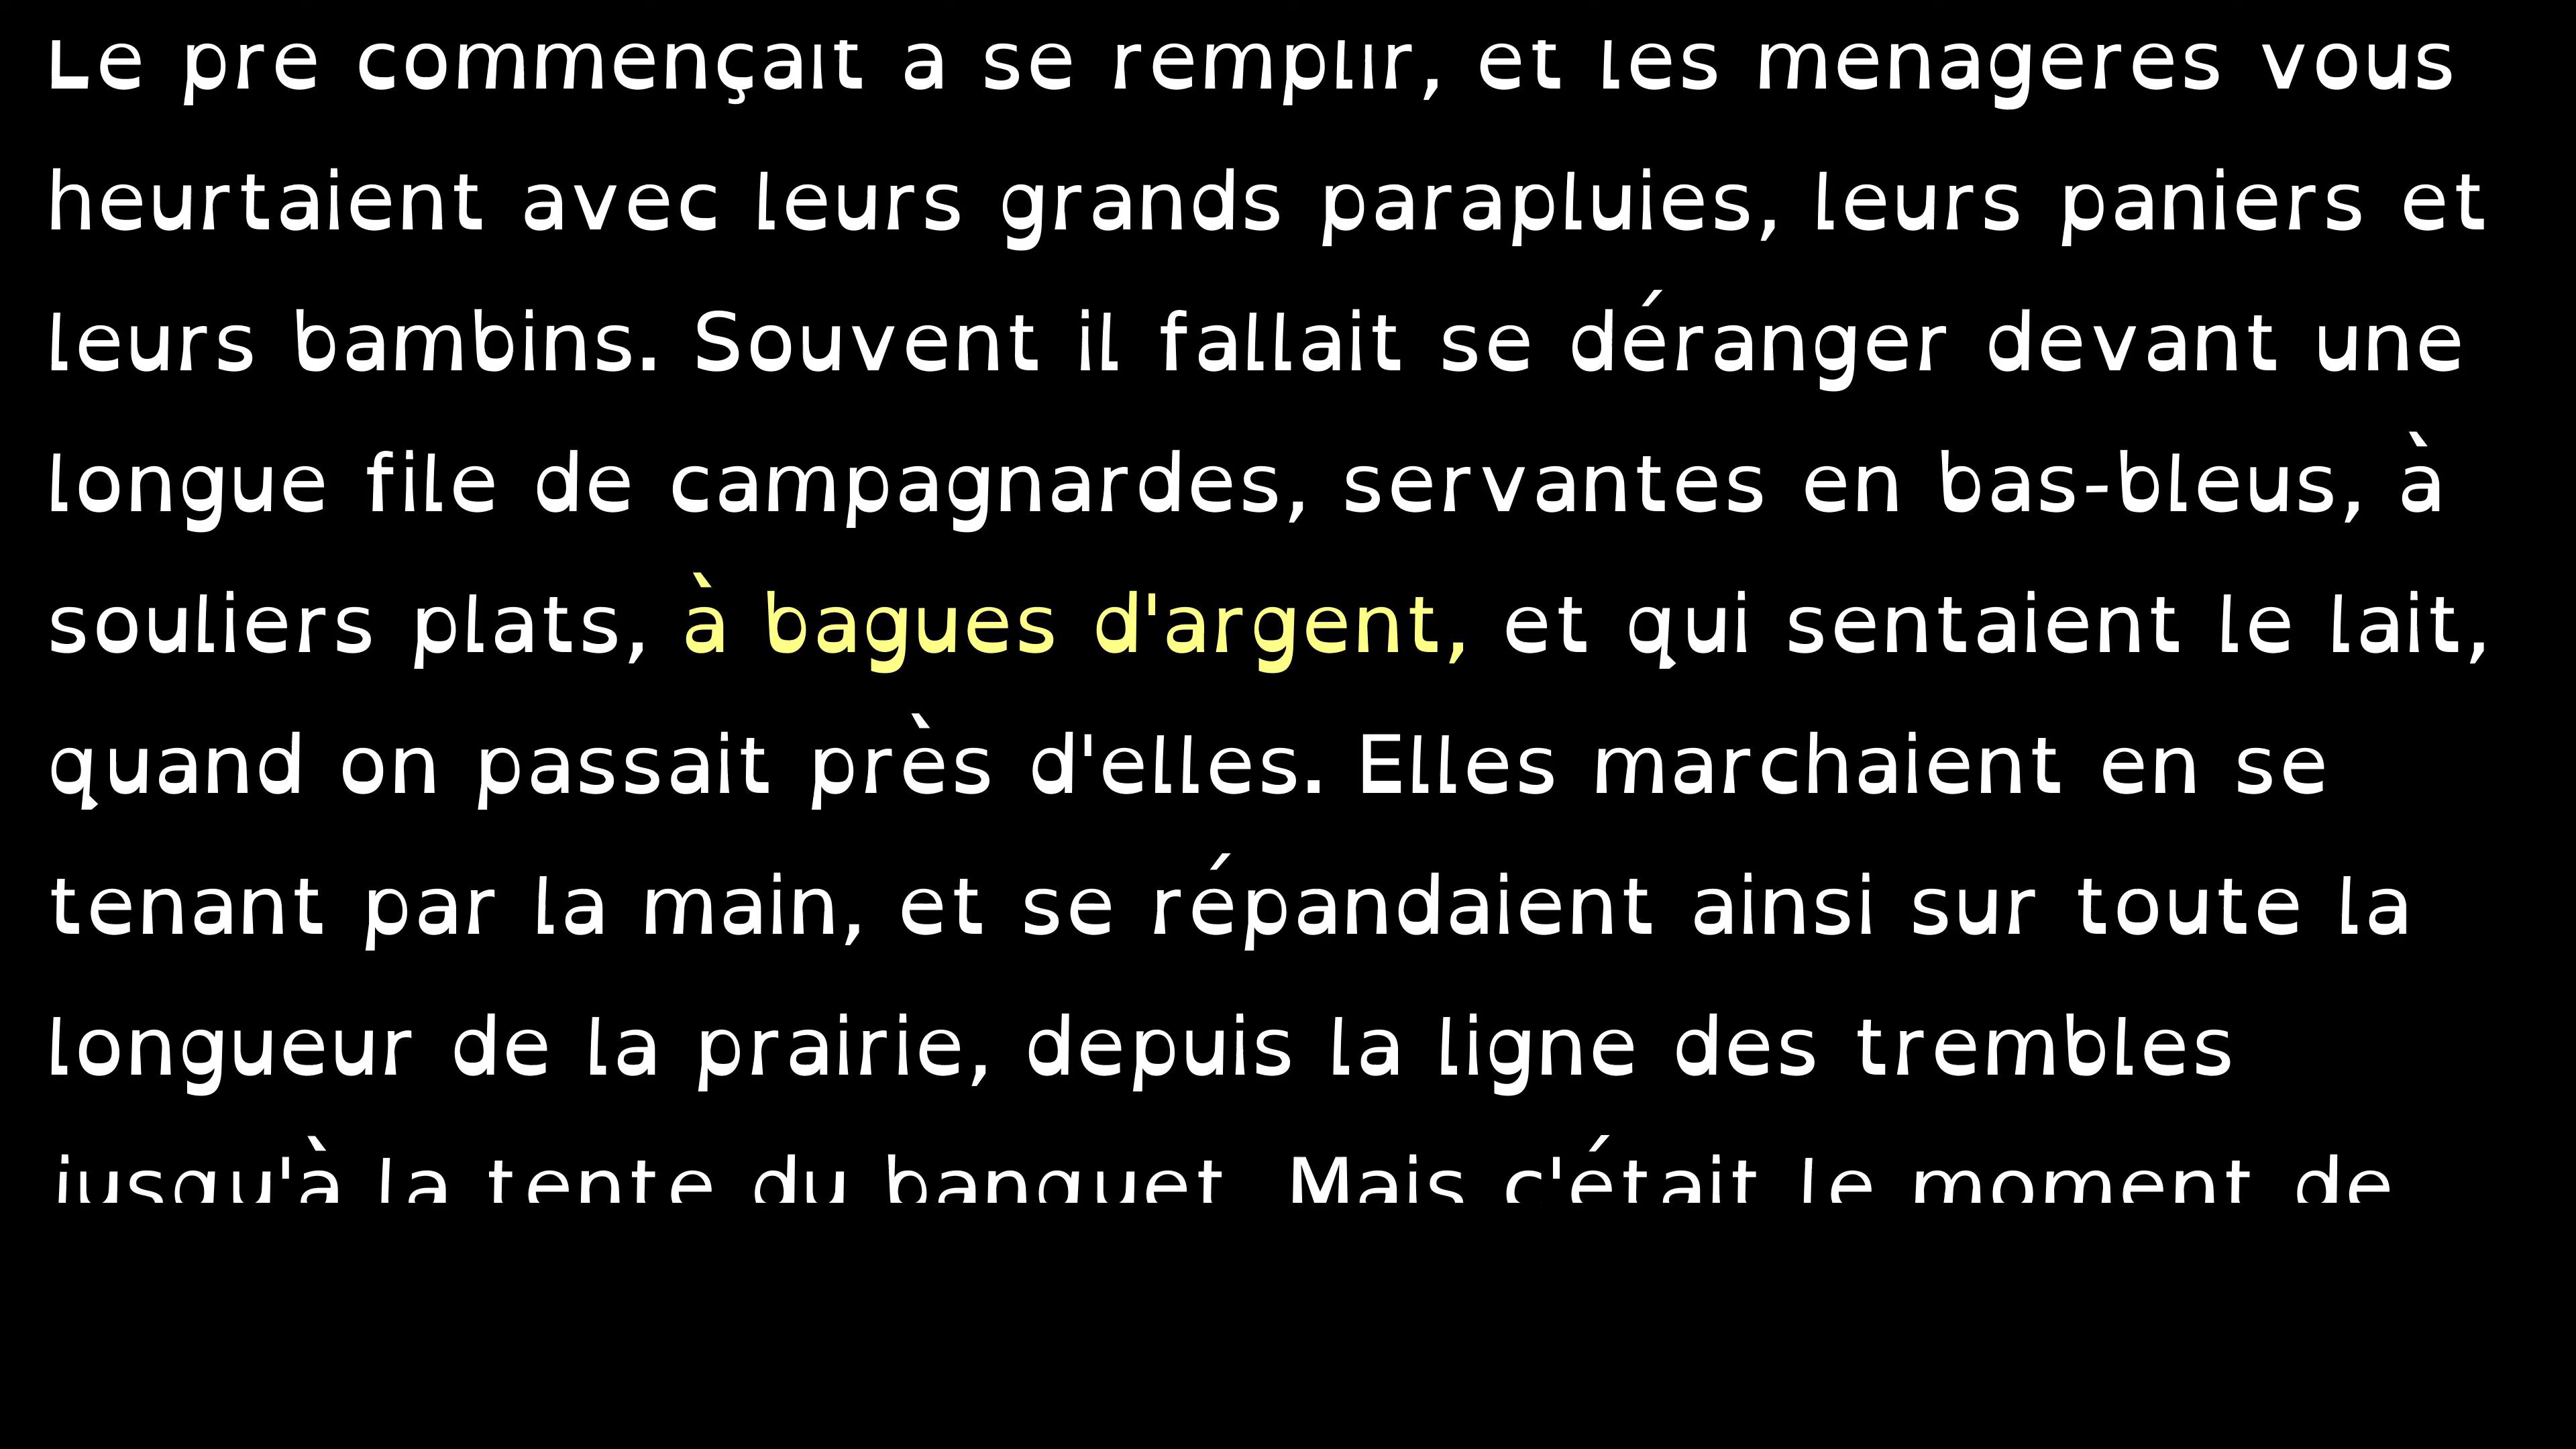 Le pré commençait à se remplir, et les ménagères vous
heurtaient avec leurs grands parapluies, leurs paniers et
leurs bambins. Souvent il fallait se déranger devant une
longue file de campagnardes, servantes en bas-bleus, à
souliers plats, à bagues d'argent, et qui sentaient le lait,
quand on passait près d'elles. Elles marchaient en se
tenant par la main, et se répandaient ainsi sur toute la
longueur de la prairie, depuis la ligne des trembles
jusqu'à la tente du banquet. Mais c'était le moment de